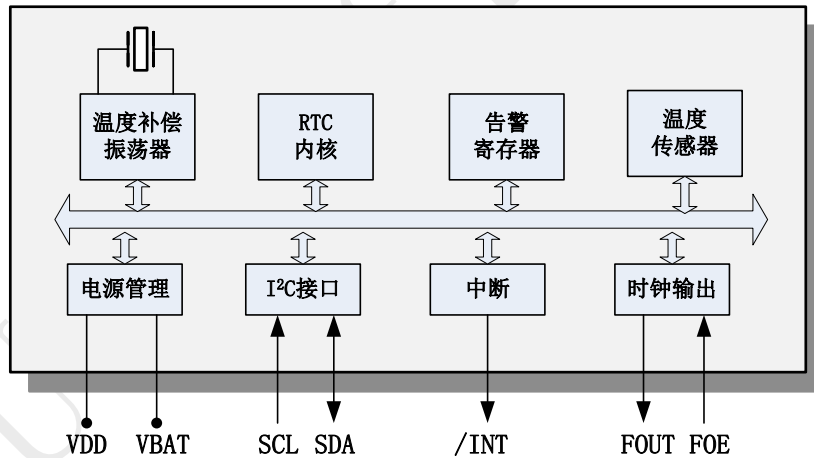 温度补偿
振荡器
RTC
内核
告警
寄存器
温度
传感器
电源管理
I²C接口
中断
时钟输出
VDD VBAT SCL SDA /INT FOUT FOE